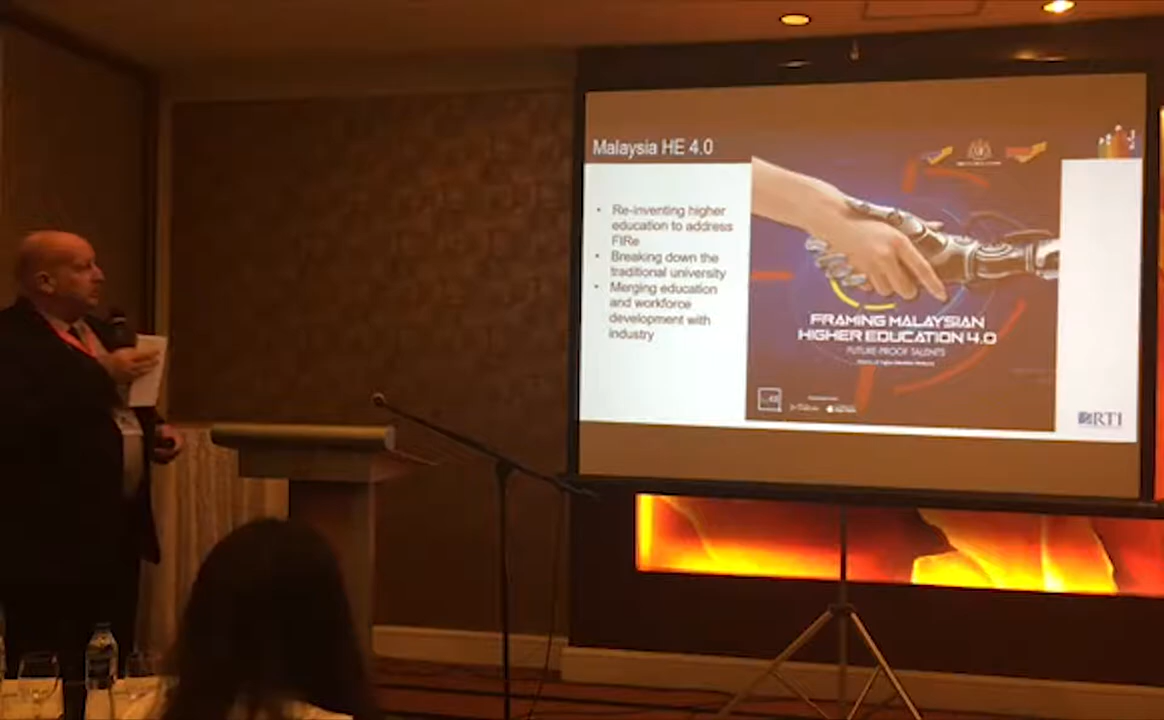 Malaysia HE 4.0
• Re-inventing higher
education to address
FIRe
• Breaking down the
traditional university
• Merging education
and workforce
development with
industry
FRAMING MALAYSIAN
HIGHER EDUCATION 4.0
FUTURE-PROOF TALENTS
RTI